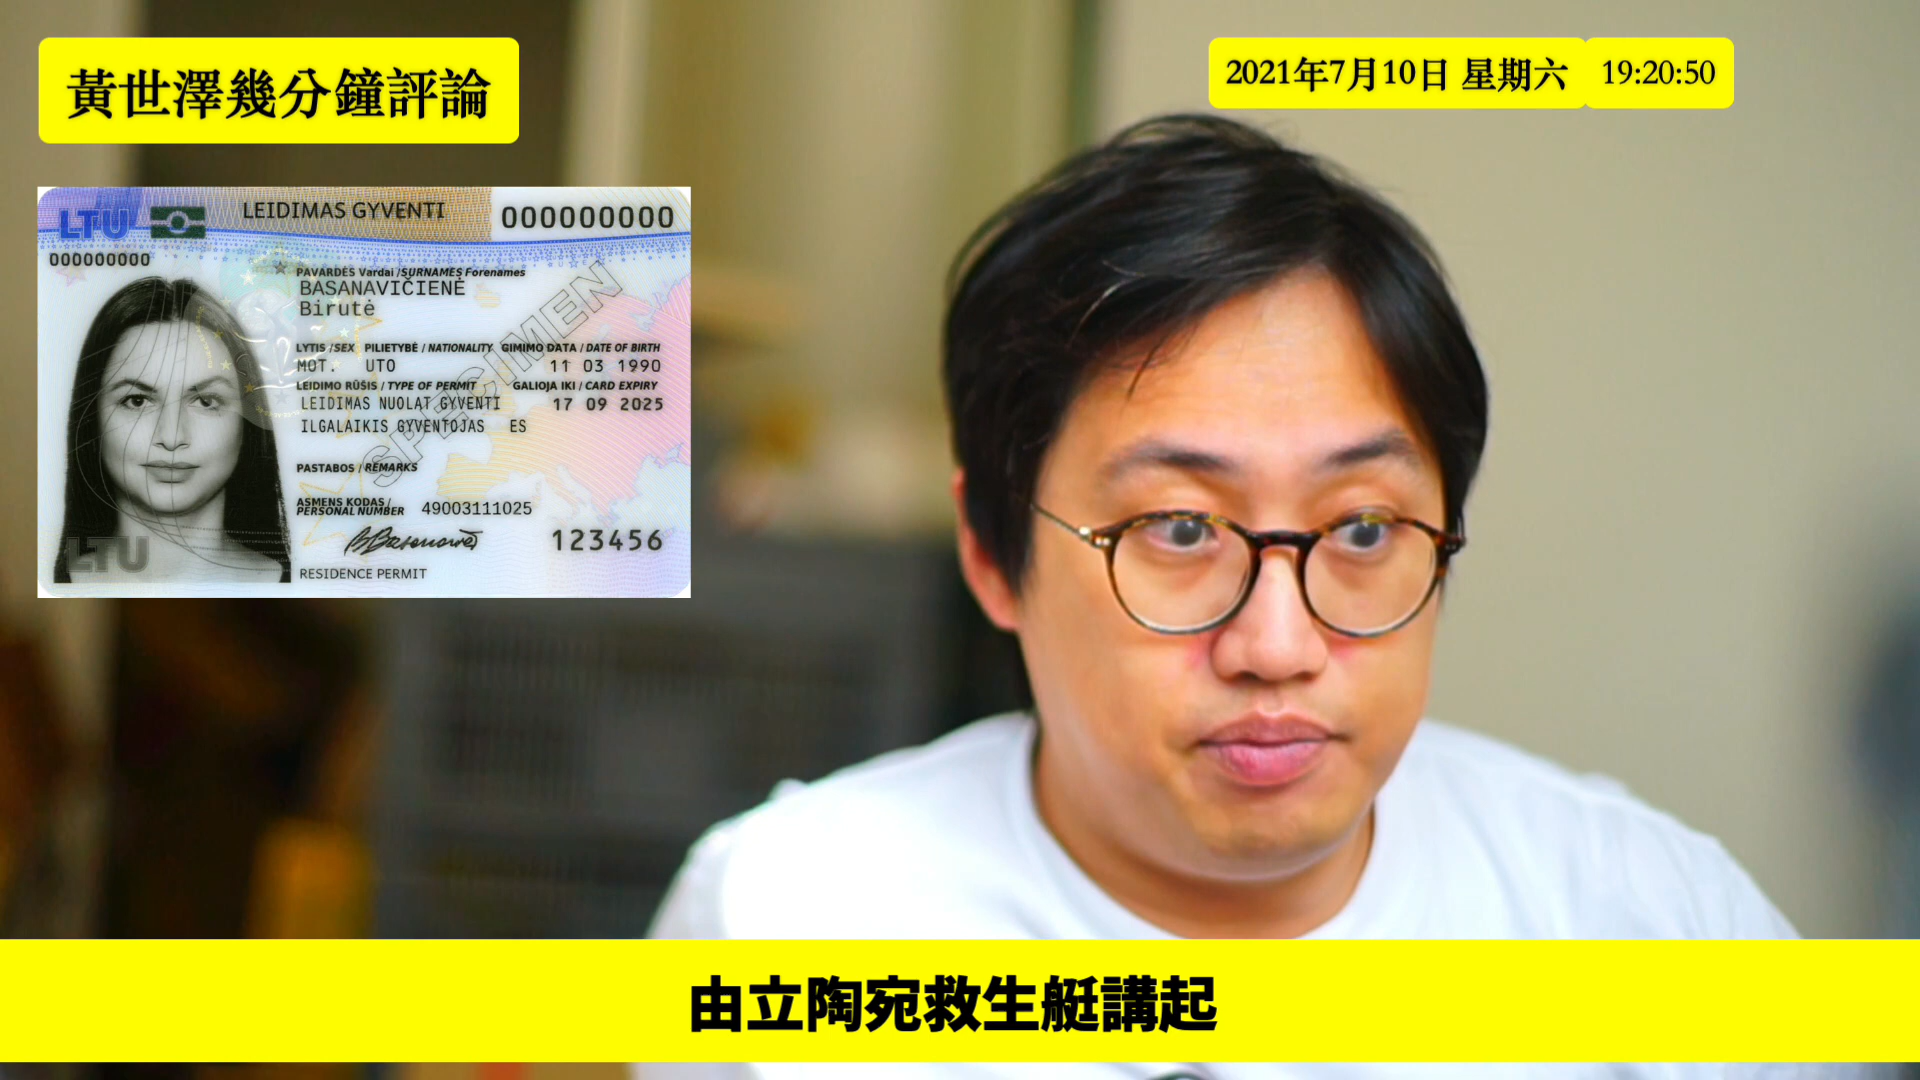 黃世澤幾分鐘評論
2021年7月10日 星期六 19:20:50
LTU
LEIDIMAS GYVENTI
000000000
000000000
PAVARDĖS Vardai / SURNAMES Forenames
BASANAVIČIENĖ
Birutė
LYTIS / SEX PILIETYBĖ / NATIONALITY GIMIMO DATA / DATE OF BIRTH
MOT. UTO 11 03 1990
LEIDIMO RŪŠIS / TYPE OF PERMIT GALIOJA IKI / CARD EXPIRY
LEIDIMAS NUOLAT GYVENTI 17 09 2025
ILGALAIKIS GYVENTOJAS ES
SPECIMEN
PASTABOS / REMARKS
ASMENS KODAS /
PERSONAL NUMBER 49003111025
123456
LTU
RESIDENCE PERMIT
由立陶宛救生艇講起